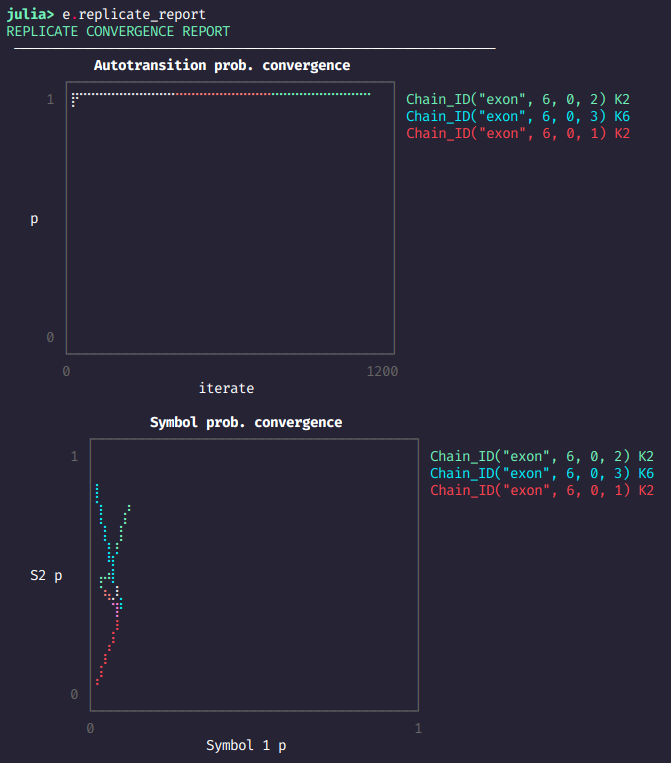 julia> e.replicate_report
REPLICATE CONVERGENCE REPORT
Autotransition prob. convergence
1
Chain_ID("exon", 6, 0, 2) K2
Chain_ID("exon", 6, 0, 3) K6
Chain_ID("exon", 6, 0, 1) K2
p
0
0 1200
iterate
Symbol prob. convergence
1
Chain_ID("exon", 6, 0, 2) K2
Chain_ID("exon", 6, 0, 3) K6
Chain_ID("exon", 6, 0, 1) K2
S2 p
0
0 1
Symbol 1 p